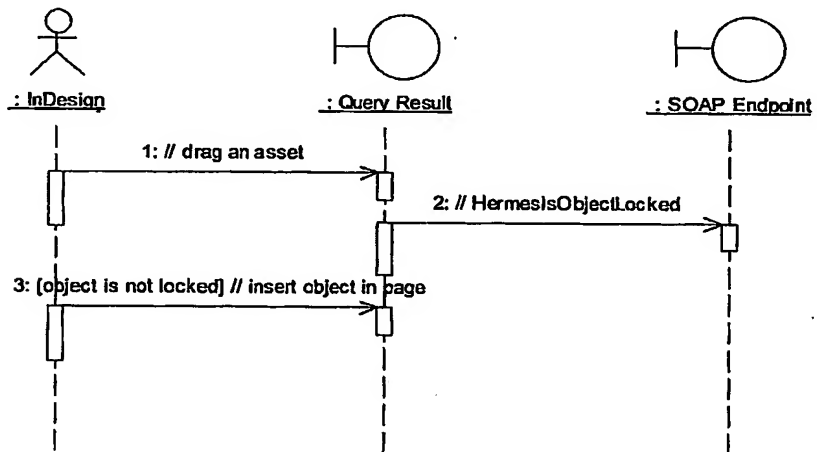 : InDesign
: Query Result
: SOAP Endpoint
1: // drag an asset
2: // HermesIsObjectLocked
3: [object is not locked] // insert object in page